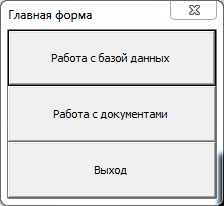 Главная форма
Работа с базой данных
Работа с документами
Выход